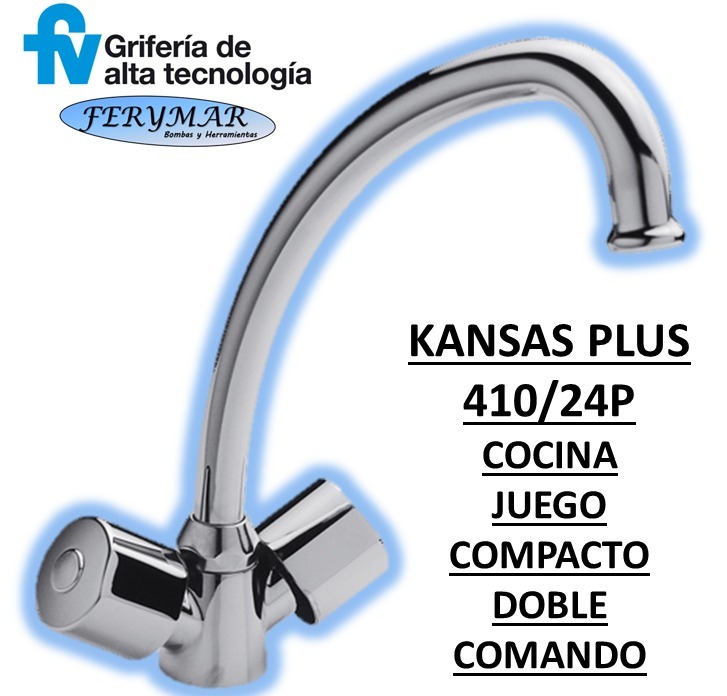 fv
Grifería de
alta tecnología
FERYMAR
Bombas y Herramientas
KANSAS PLUS
410/24P
COCINA
JUEGO
COMPACTO
DOBLE
COMANDO